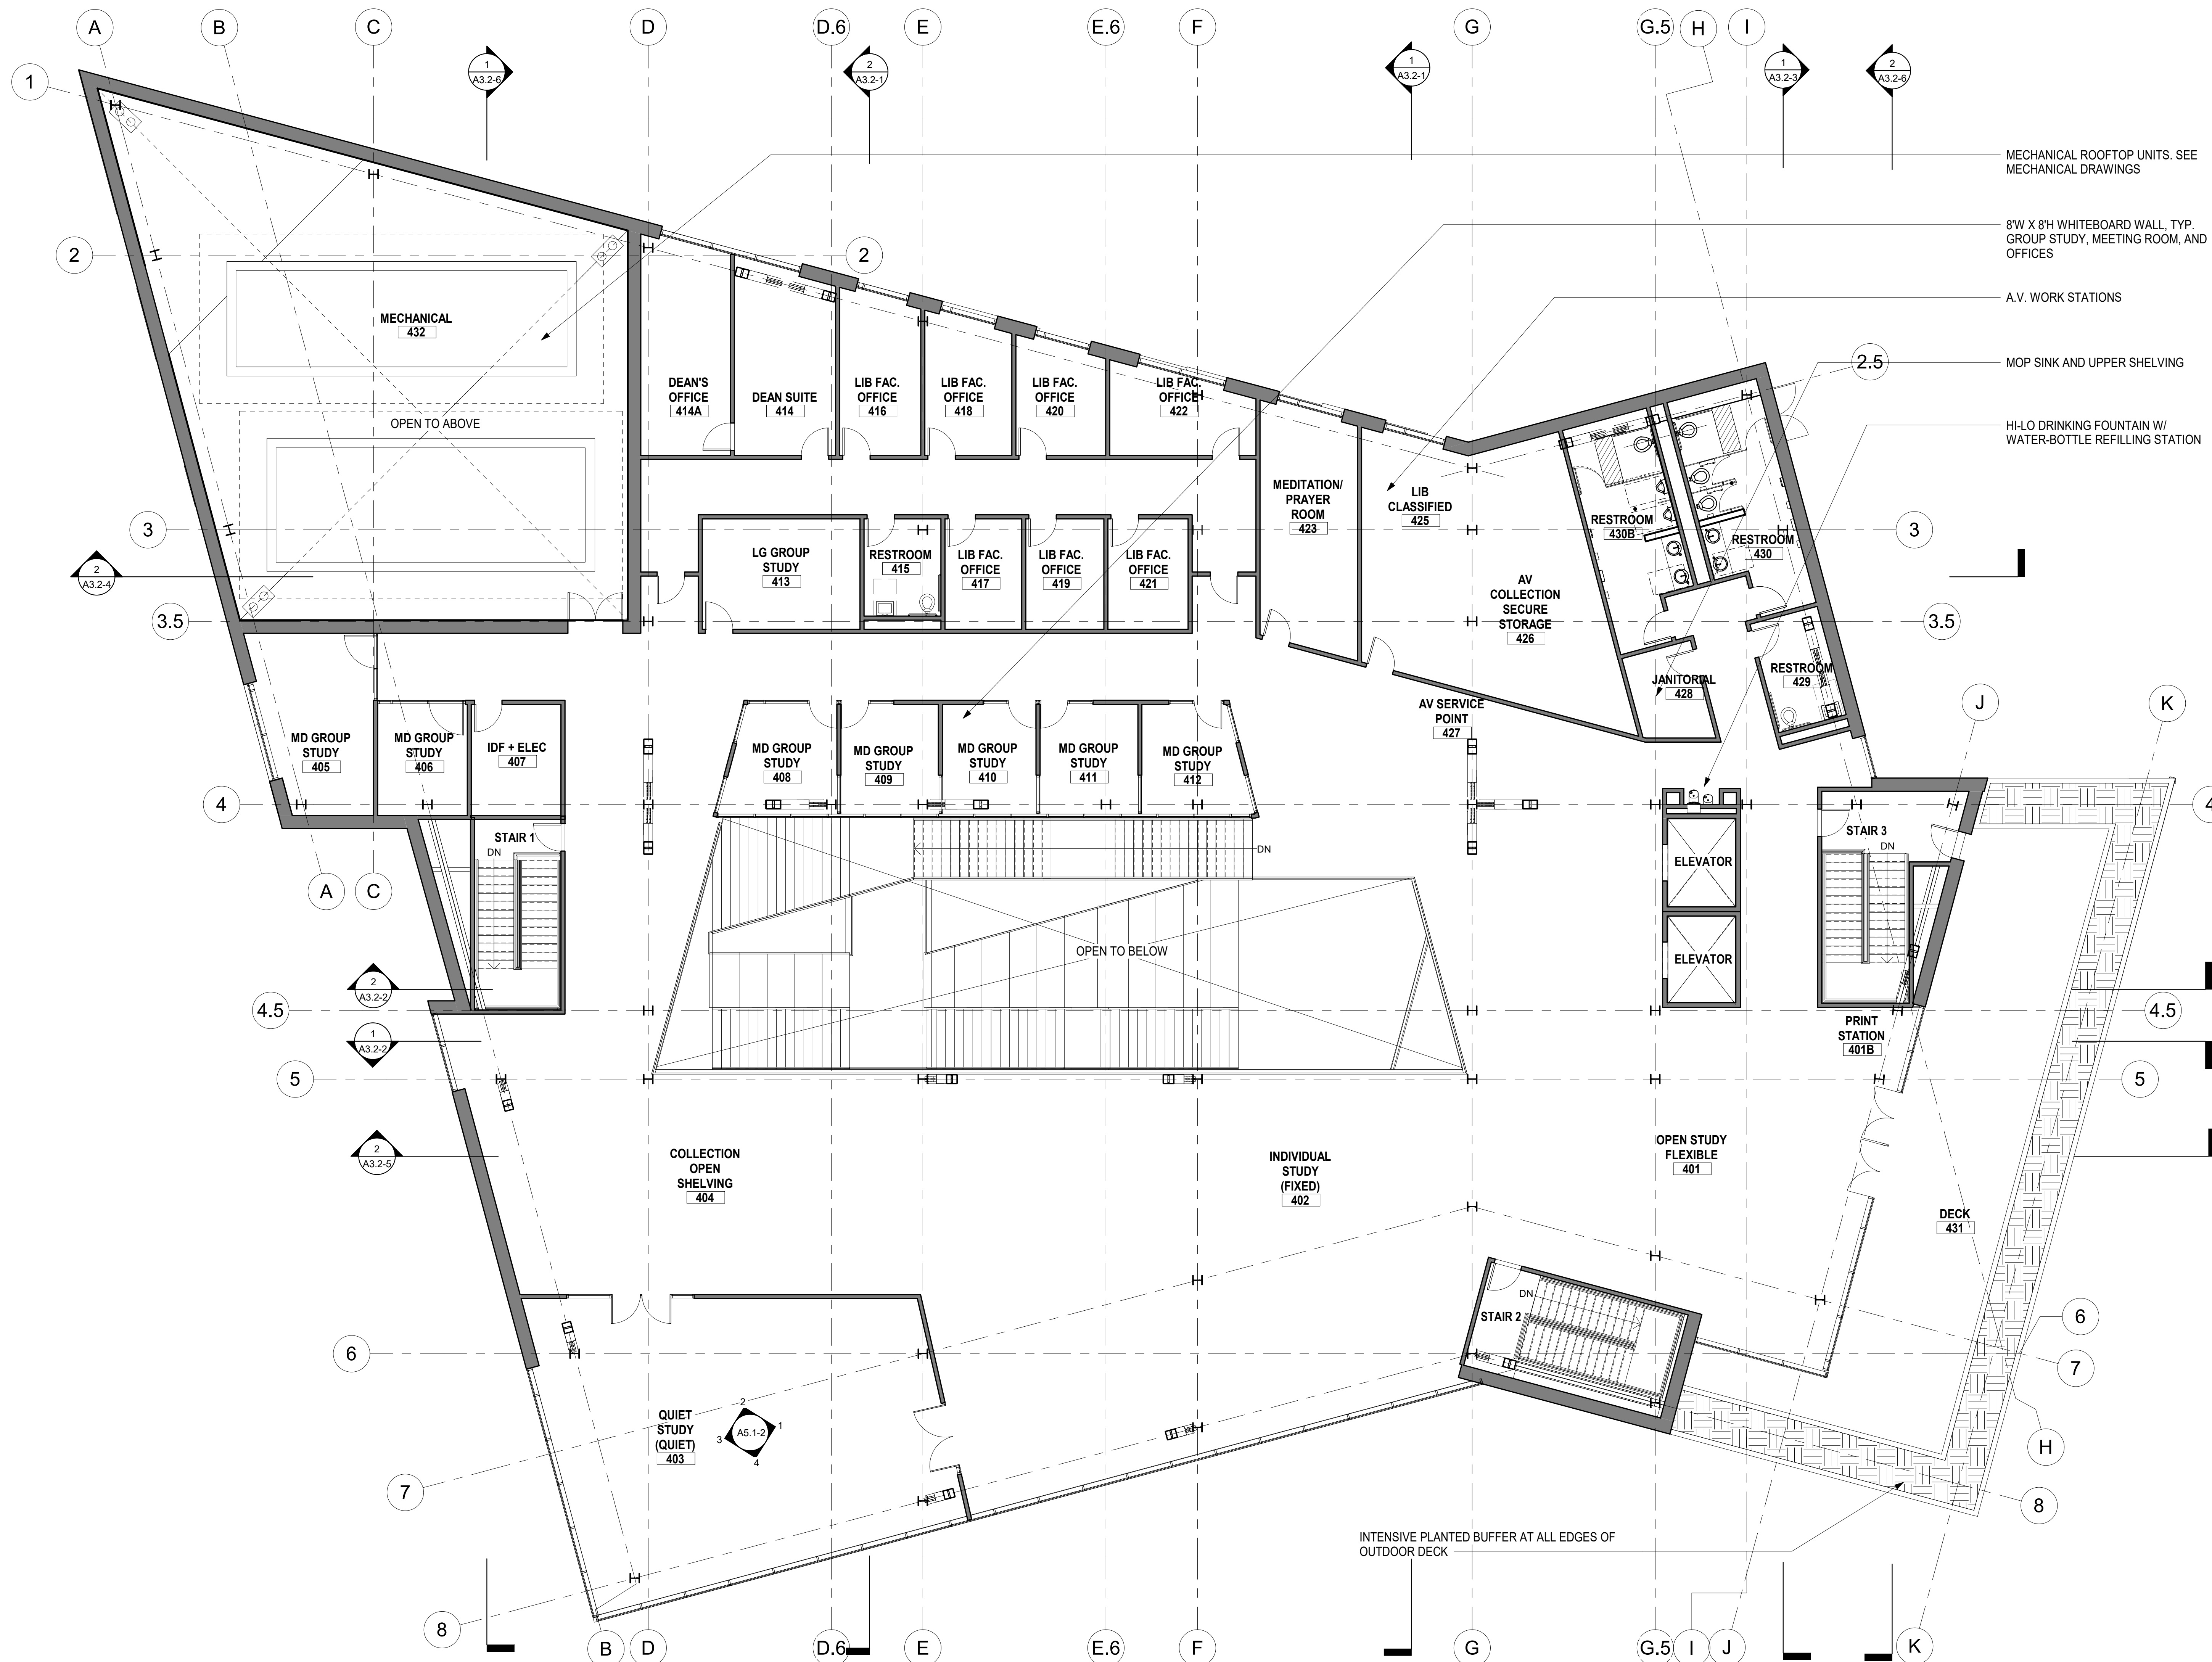 A
B
C
D
D.6
E
E.6
F
G
G.5
H
I
1
1
A3.2-6
2
A3.2-1
1
A3.2-1
1
A3.2-3
2
A3.2-6
MECHANICAL ROOFTOP UNITS. SEE
MECHANICAL DRAWINGS
8'W X 8'H WHITEBOARD WALL, TYP.
GROUP STUDY, MEETING ROOM, AND
OFFICES
A.V. WORK STATIONS
MOP SINK AND UPPER SHELVING
HI-LO DRINKING FOUNTAIN W/
WATER-BOTTLE REFILLING STATION
2
2
2.5
MECHANICAL
432
OPEN TO ABOVE
DEAN'S
OFFICE
414A
DEAN SUITE
414
LIB FAC.
OFFICE
416
LIB FAC.
OFFICE
418
LIB FAC.
OFFICE
420
LIB FAC.
OFFICE
422
MEDITATION/
PRAYER
ROOM
423
LIB
CLASSIFIED
425
RESTROOM
430B
RESTROOM
430
3
3
LG GROUP
STUDY
413
RESTROOM
415
LIB FAC.
OFFICE
417
LIB FAC.
OFFICE
419
LIB FAC.
OFFICE
421
AV
COLLECTION
SECURE
STORAGE
426
2
A3.2-4
3.5
3.5
JANITORIAL
428
RESTROOM
429
AV SERVICE
POINT
427
J
K
MD GROUP
STUDY
405
MD GROUP
STUDY
406
IDF + ELEC
407
MD GROUP
STUDY
408
MD GROUP
STUDY
409
MD GROUP
STUDY
410
MD GROUP
STUDY
411
MD GROUP
STUDY
412
4
4
STAIR 1
DN
DN
ELEVATOR
STAIR 3
DN
A
C
OPEN TO BELOW
ELEVATOR
2
A3.2-2
4.5
4.5
1
A3.2-2
PRINT
STATION
401B
5
5
2
A3.2-5
COLLECTION
OPEN
SHELVING
404
INDIVIDUAL
STUDY
(FIXED)
402
OPEN STUDY
FLEXIBLE
401
DECK
431
DN
STAIR 2
6
6
7
QUIET
STUDY
(QUIET)
403
2
1
A5.1-2
3
4
H
7
8
INTENSIVE PLANTED BUFFER AT ALL EDGES OF
OUTDOOR DECK
8
B
D
D.6
E
E.6
F
G
G.5
I
J
K